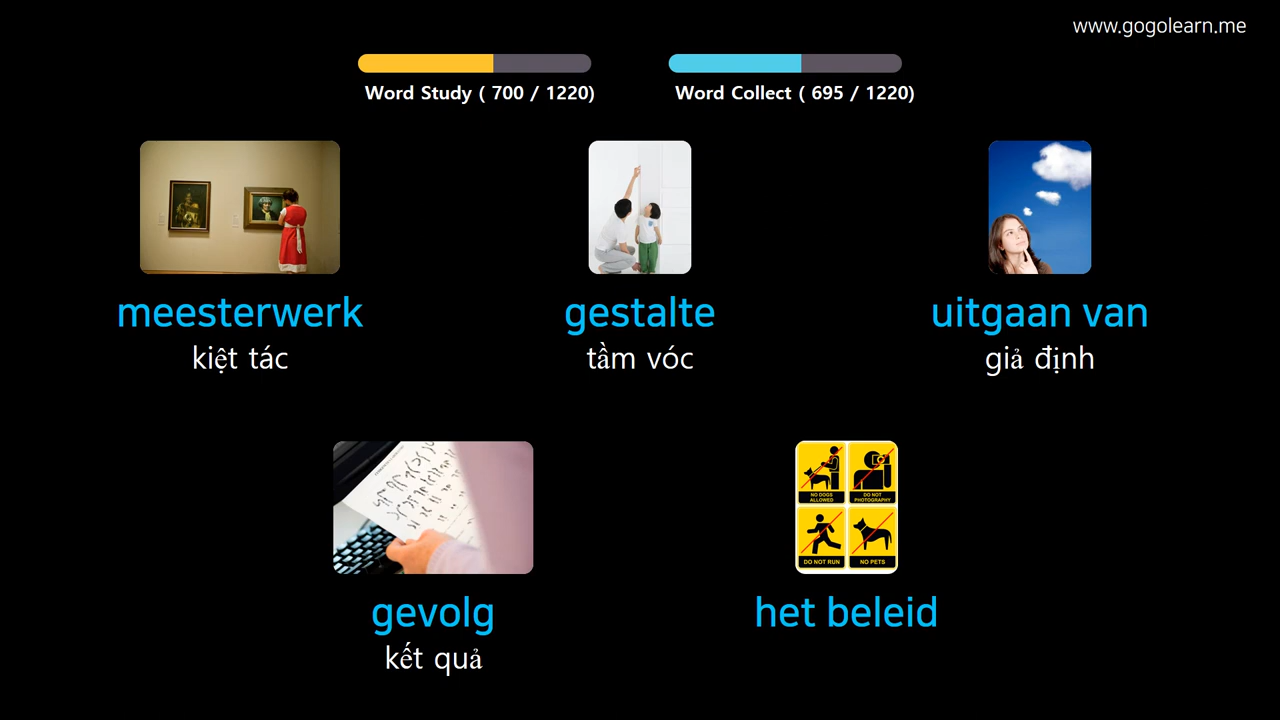 www.gogolearn.me
Word Study ( 700 / 1220)
Word Collect ( 695 / 1220)
meesterwerk
kiệt tác
gestalte
tầm vóc
uitgaan van
giả định
gevolg
kết quả
NO DOGS
ALLOWED
DO NOT
PHOTOGRAPHY
DO NOT RUN
NO PETS
het beleid